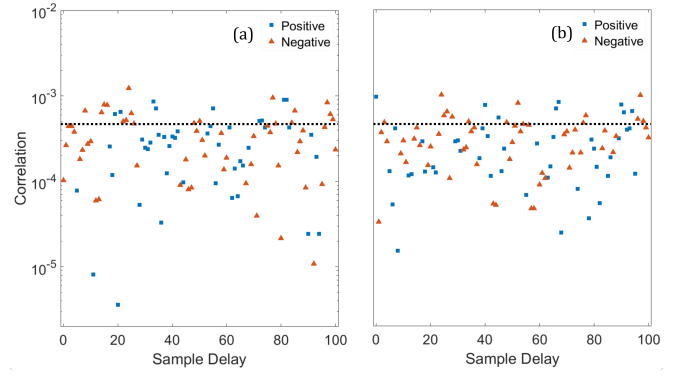 10⁻²
10⁻³
10⁻⁴
10⁻⁵
Correlation
(a)
Positive
Negative
0 20 40 60 80 100
Sample Delay
(b)
Positive
Negative
0 20 40 60 80 100
Sample Delay